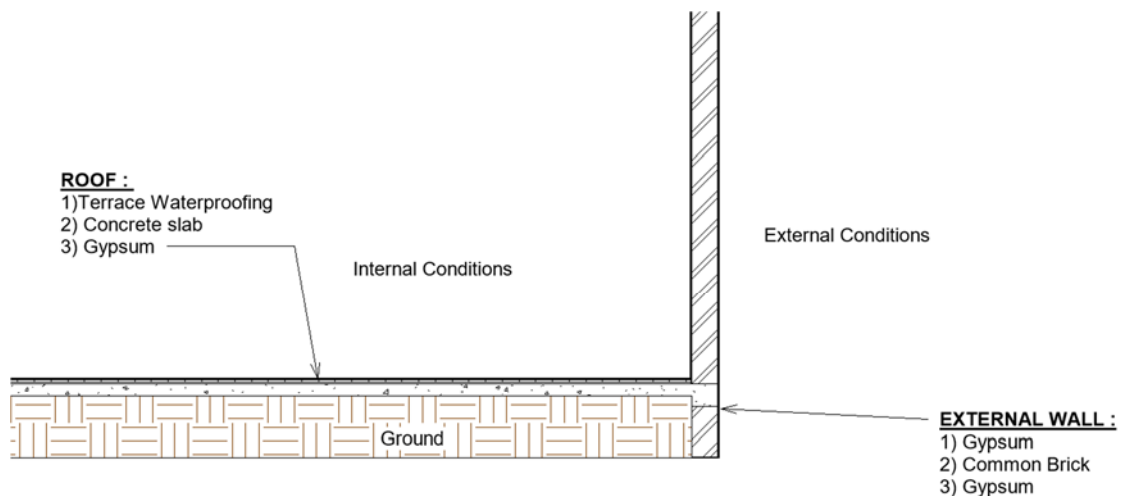 ROOF :
1)Terrace Waterproofing
2) Concrete slab
3) Gypsum
Internal Conditions
External Conditions
Ground
EXTERNAL WALL :
1) Gypsum
2) Common Brick
3) Gypsum